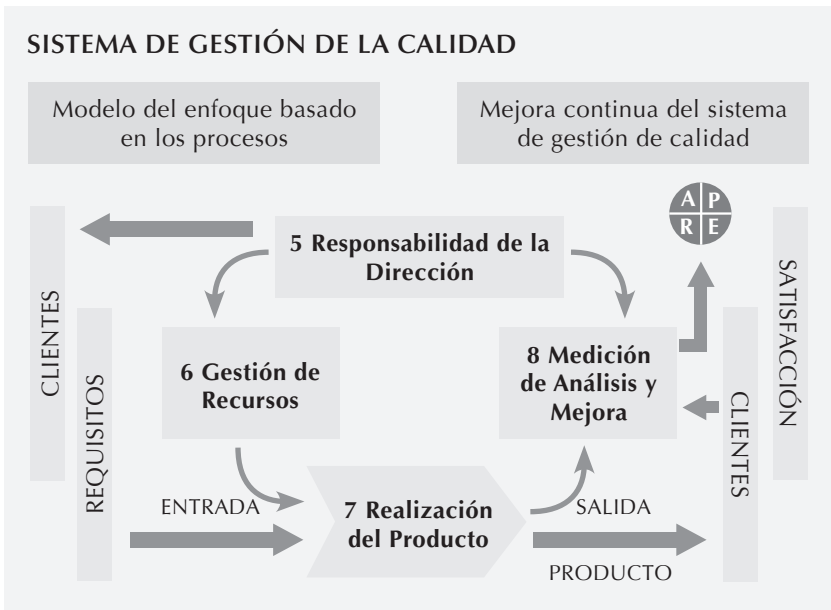 SISTEMA DE GESTIÓN DE LA CALIDAD
Modelo del enfoque basado
en los procesos
Mejora continua del sistema
de gestión de calidad
A P
R E
5 Responsabilidad de la
Dirección
CLIENTES
REQUISITOS
6 Gestión de
Recursos
8 Medición
de Análisis y
Mejora
SATISFACCIÓN
CLIENTES
ENTRADA
7 Realización
del Producto
SALIDA
PRODUCTO